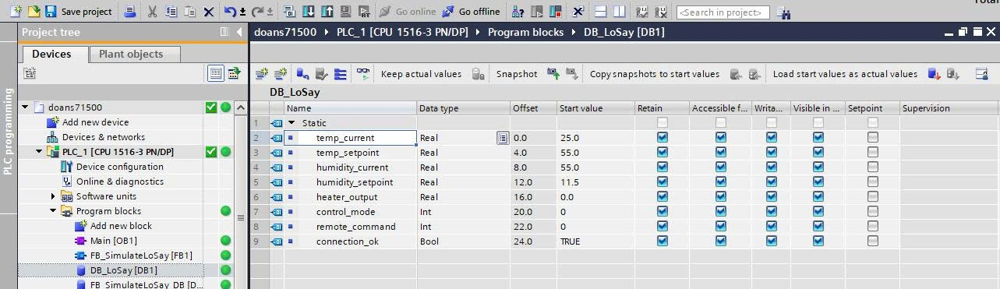 Total
Save project Go online Go offline <Search in project>
Project tree
doans71500 PLC_1 [CPU 1516-3 PN/DP] Program blocks DB_LoSay [DB1]
Devices Plant objects
PLC programming
Keep actual values Snapshot Copy snapshots to start values Load start values as actual values
DB_LoSay
Name Data type Offset Start value Retain Accessible f... Writa... Visible in ... Setpoint Supervision
1 Static
2 temp_current Real 0.0 25.0
3 temp_setpoint Real 4.0 55.0
4 humidity_current Real 8.0 55.0
5 humidity_setpoint Real 12.0 11.5
6 heater_output Real 16.0 0.0
7 control_mode Int 20.0 0
8 remote_command Int 22.0 0
9 connection_ok Bool 24.0 TRUE
doans71500
Add new device
Devices & networks
PLC_1 [CPU 1516-3 PN/DP]
Device configuration
Online & diagnostics
Software units
Program blocks
Add new block
Main [OB1]
FB_SimulateLoSay [FB1]
DB_LoSay [DB1]
FB_SimulateLoSay_DB [D...